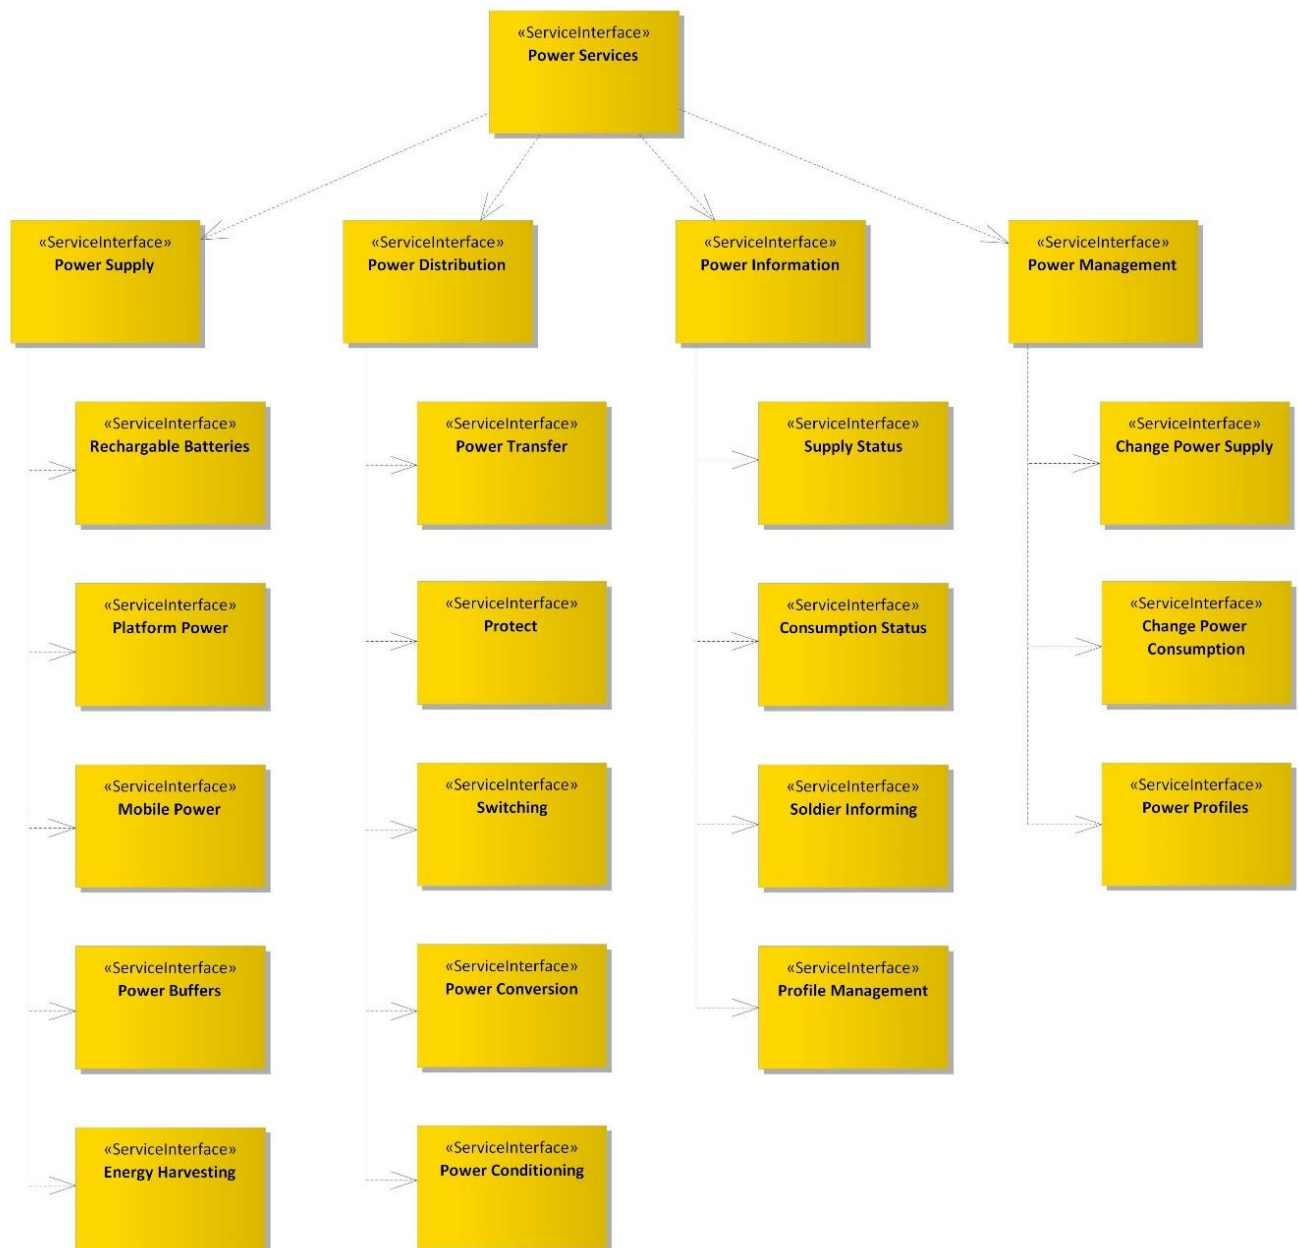 «ServiceInterface»
Power Services
«ServiceInterface»
Power Supply
«ServiceInterface»
Power Distribution
«ServiceInterface»
Power Information
«ServiceInterface»
Power Management
«ServiceInterface»
Rechargable Batteries
«ServiceInterface»
Power Transfer
«ServiceInterface»
Supply Status
«ServiceInterface»
Change Power Supply
«ServiceInterface»
Platform Power
«ServiceInterface»
Protect
«ServiceInterface»
Consumption Status
«ServiceInterface»
Change Power
Consumption
«ServiceInterface»
Mobile Power
«ServiceInterface»
Switching
«ServiceInterface»
Soldier Informing
«ServiceInterface»
Power Profiles
«ServiceInterface»
Power Buffers
«ServiceInterface»
Power Conversion
«ServiceInterface»
Profile Management
«ServiceInterface»
Energy Harvesting
«ServiceInterface»
Power Conditioning